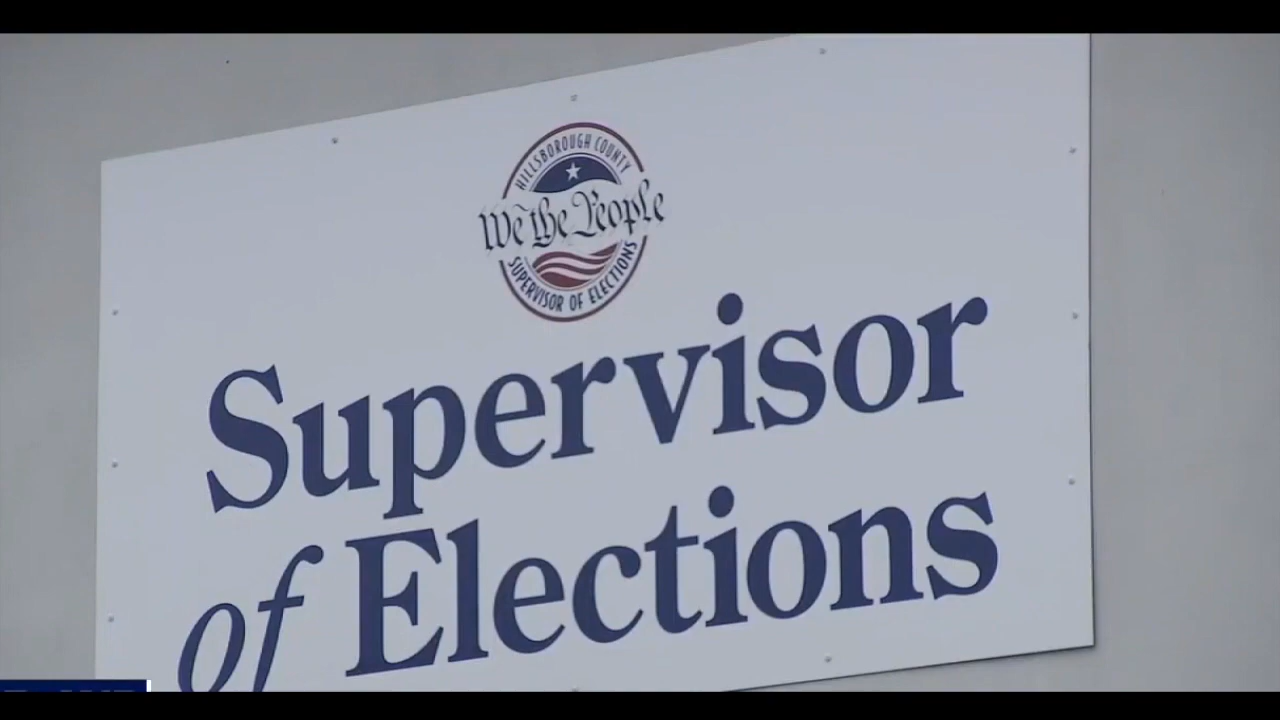 HILLSBOROUGH COUNTY
We the People
SUPERVISOR OF ELECTIONS
Supervisor
of Elections